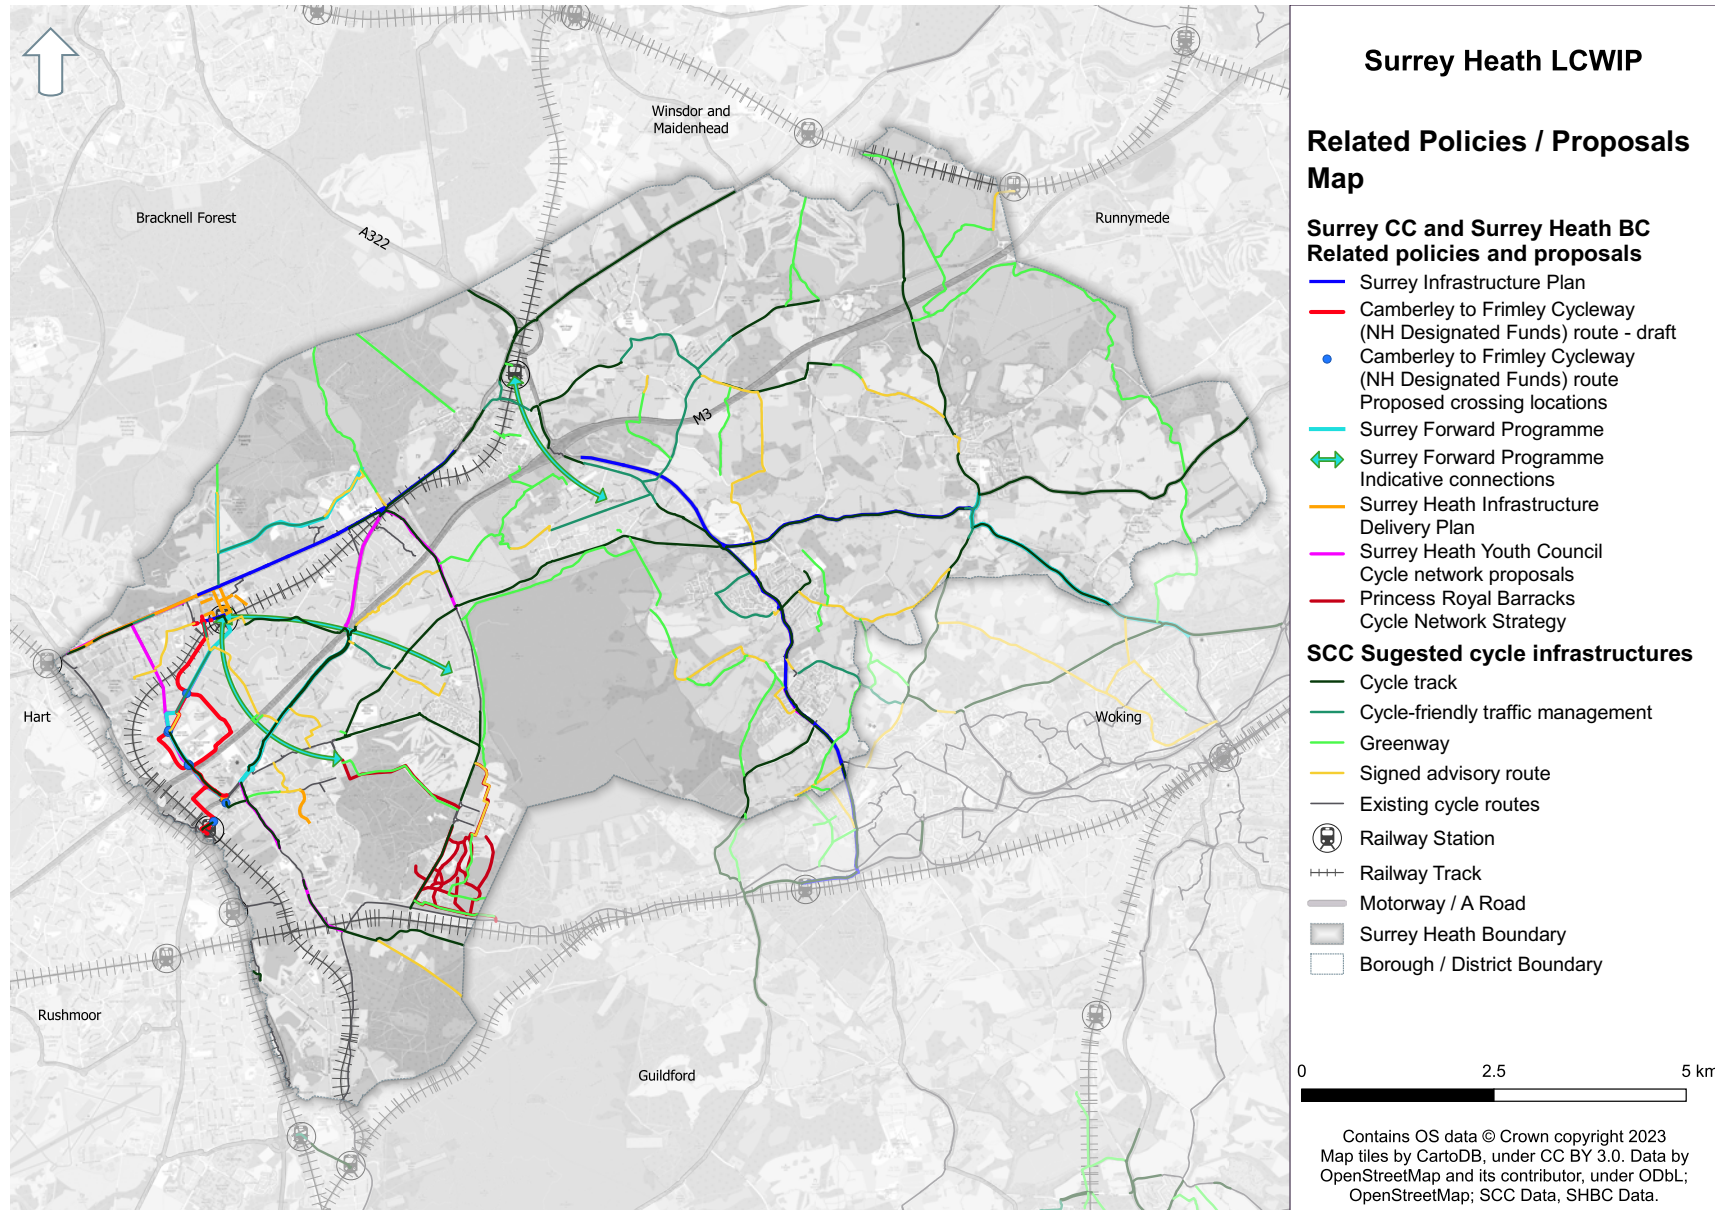 Surrey Heath LCWIP
Related Policies / Proposals
Map
Surrey CC and Surrey Heath BC
Related policies and proposals
Surrey Infrastructure Plan
Camberley to Frimley Cycleway
(NH Designated Funds) route - draft
Camberley to Frimley Cycleway
(NH Designated Funds) route
Proposed crossing locations
Surrey Forward Programme
Surrey Forward Programme
Indicative connections
Surrey Heath Infrastructure
Delivery Plan
Surrey Heath Youth Council
Cycle network proposals
Princess Royal Barracks
Cycle Network Strategy
SCC Sugested cycle infrastructures
Cycle track
Cycle-friendly traffic management
Greenway
Signed advisory route
Existing cycle routes
Railway Station
Railway Track
Motorway / A Road
Surrey Heath Boundary
Borough / District Boundary
0 2.5 5 km
Contains OS data © Crown copyright 2023
Map tiles by CartoDB, under CC BY 3.0. Data by
OpenStreetMap and its contributor, under ODbL;
OpenStreetMap; SCC Data, SHBC Data.
Winsdor and
Maidenhead
Bracknell Forest
A322
Runnymede
M3
Hart
Woking
Rushmoor
Guildford